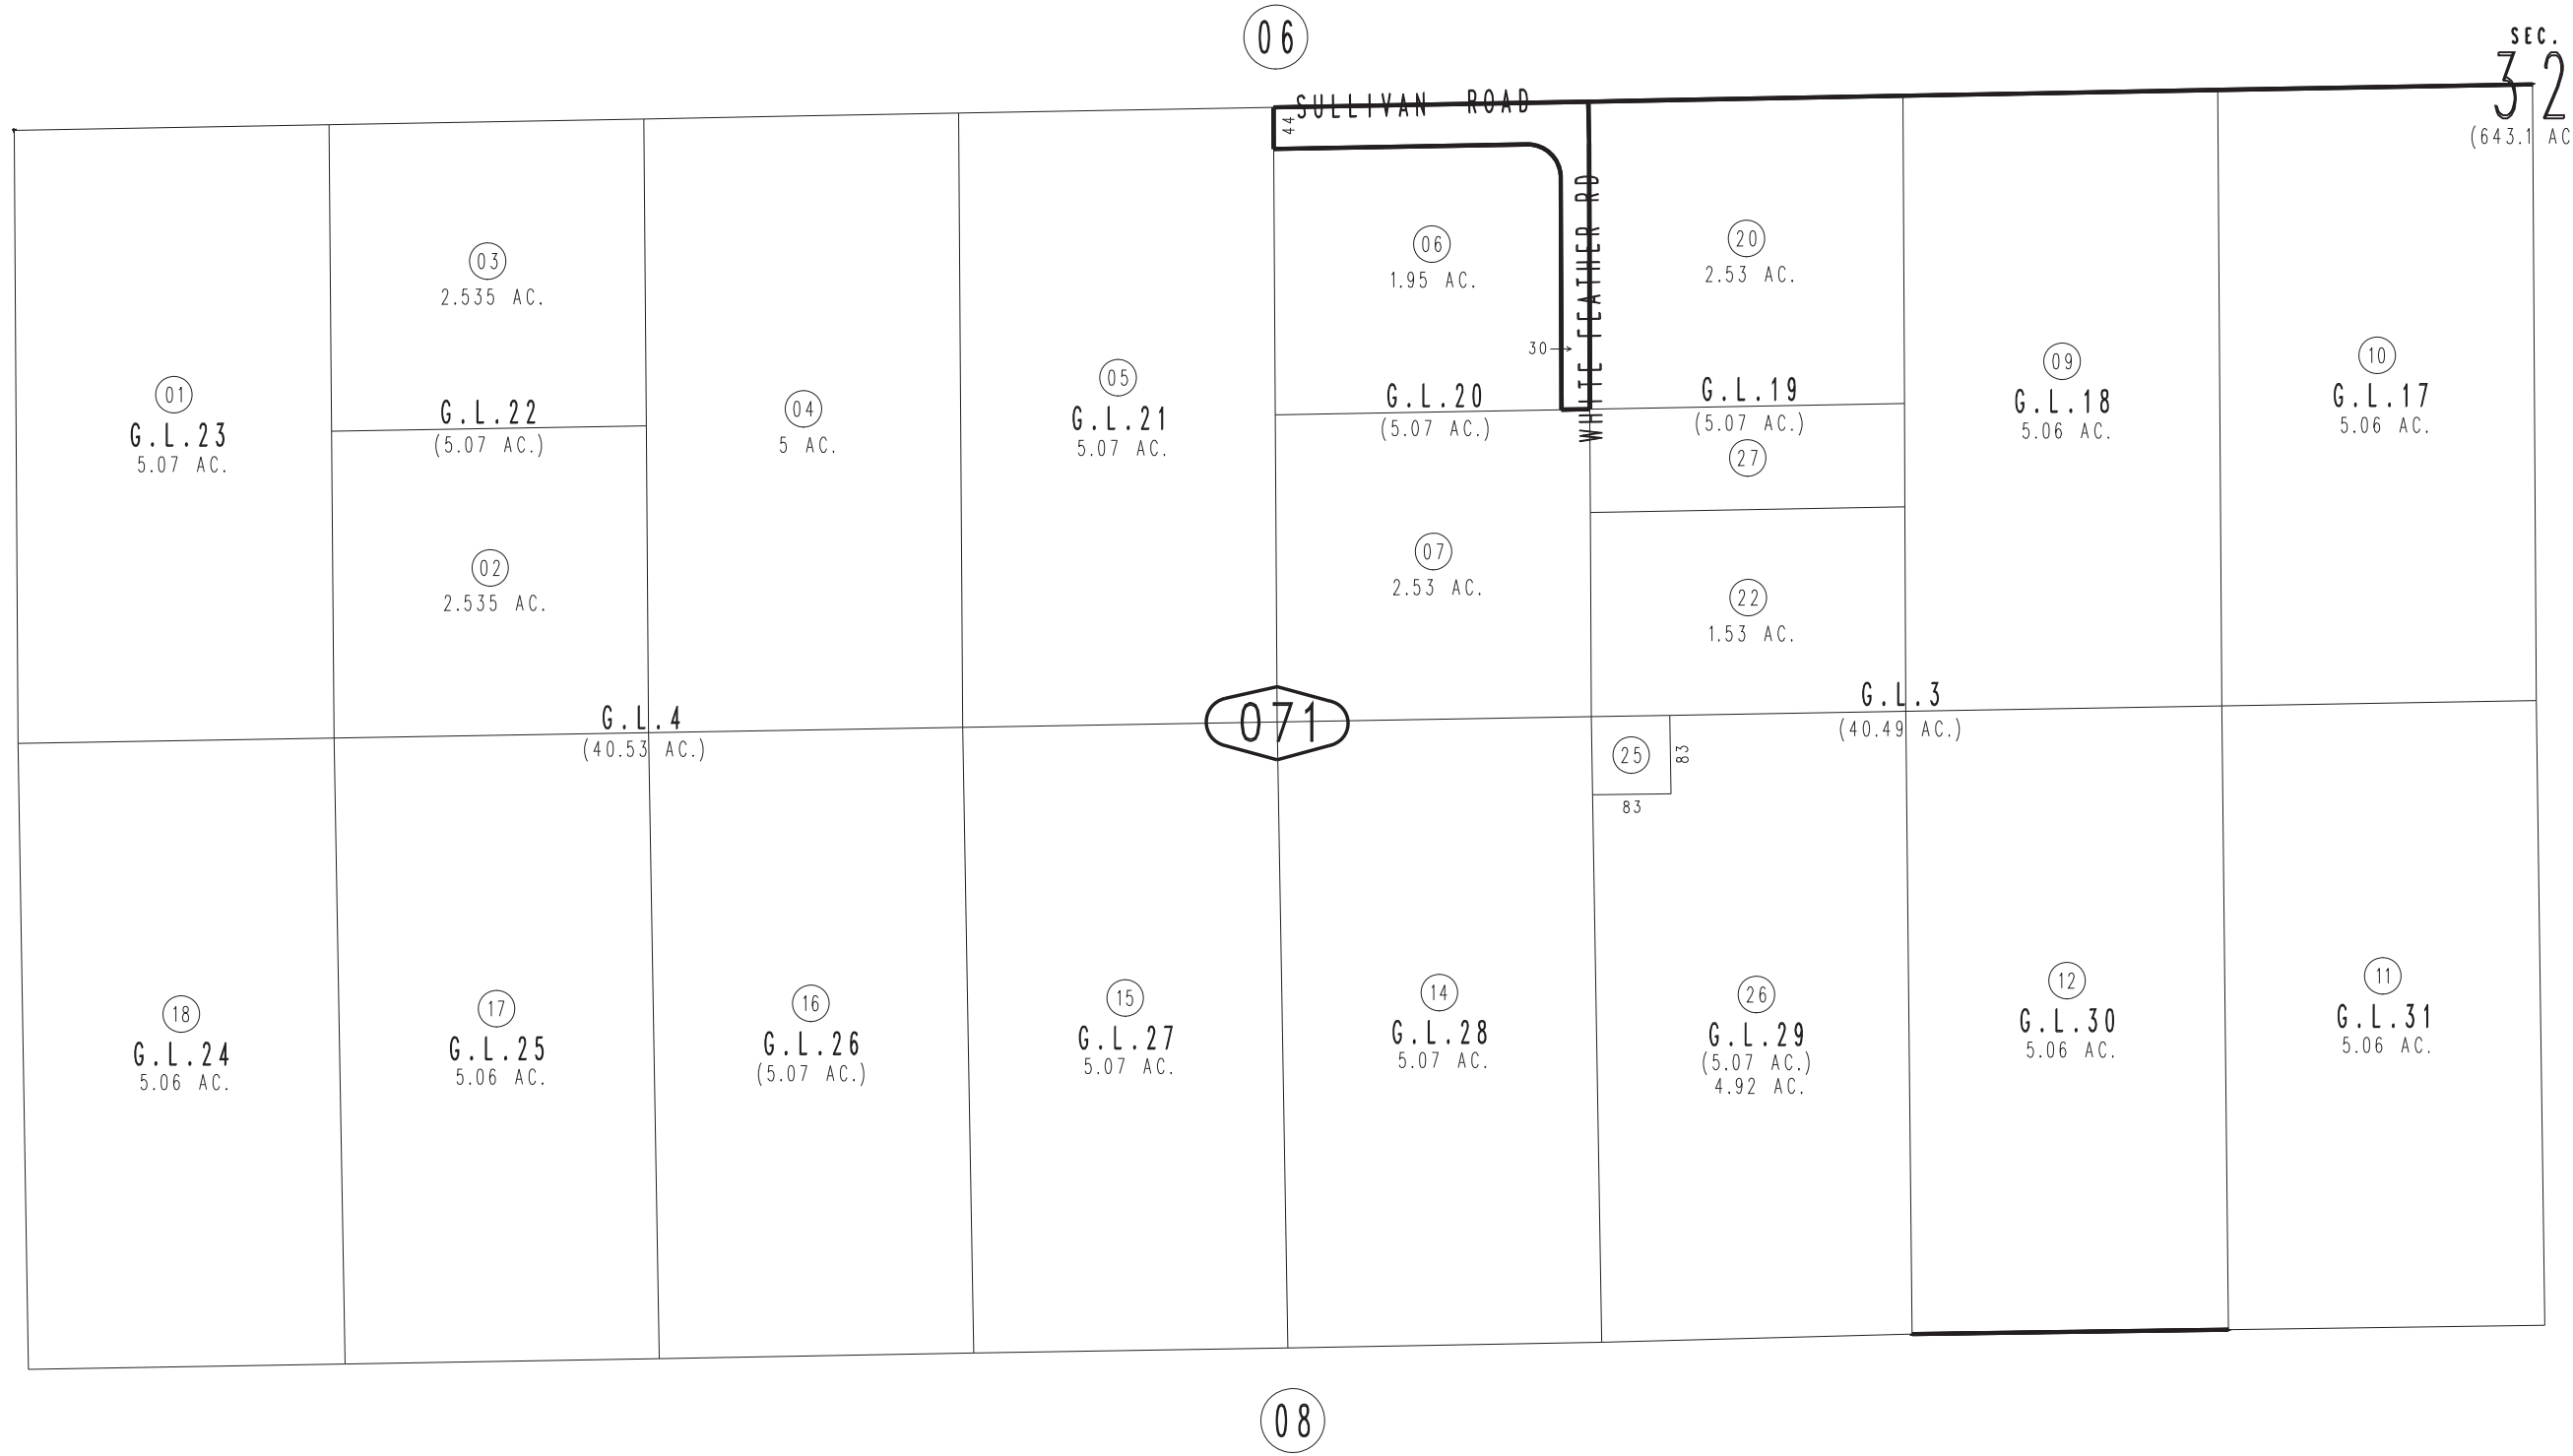 06
SEC.
32
(643.1 AC
SULLIVAN ROAD
44
WHITE FEATHER RD
30
01
G.L.23
5.07 AC.
03
2.535 AC.
G.L.22
(5.07 AC.)
02
2.535 AC.
04
5 AC.
05
G.L.21
5.07 AC.
06
1.95 AC.
G.L.20
(5.07 AC.)
07
2.53 AC.
20
2.53 AC.
G.L.19
(5.07 AC.)
27
22
1.53 AC.
09
G.L.18
5.06 AC.
10
G.L.17
5.06 AC.
G.L.4
(40.53 AC.)
071
G.L.3
(40.49 AC.)
25
83
83
18
G.L.24
5.06 AC.
17
G.L.25
5.06 AC.
16
G.L.26
(5.07 AC.)
15
G.L.27
5.07 AC.
14
G.L.28
5.07 AC.
26
G.L.29
(5.07 AC.)
4.92 AC.
12
G.L.30
5.06 AC.
11
G.L.31
5.06 AC.
08